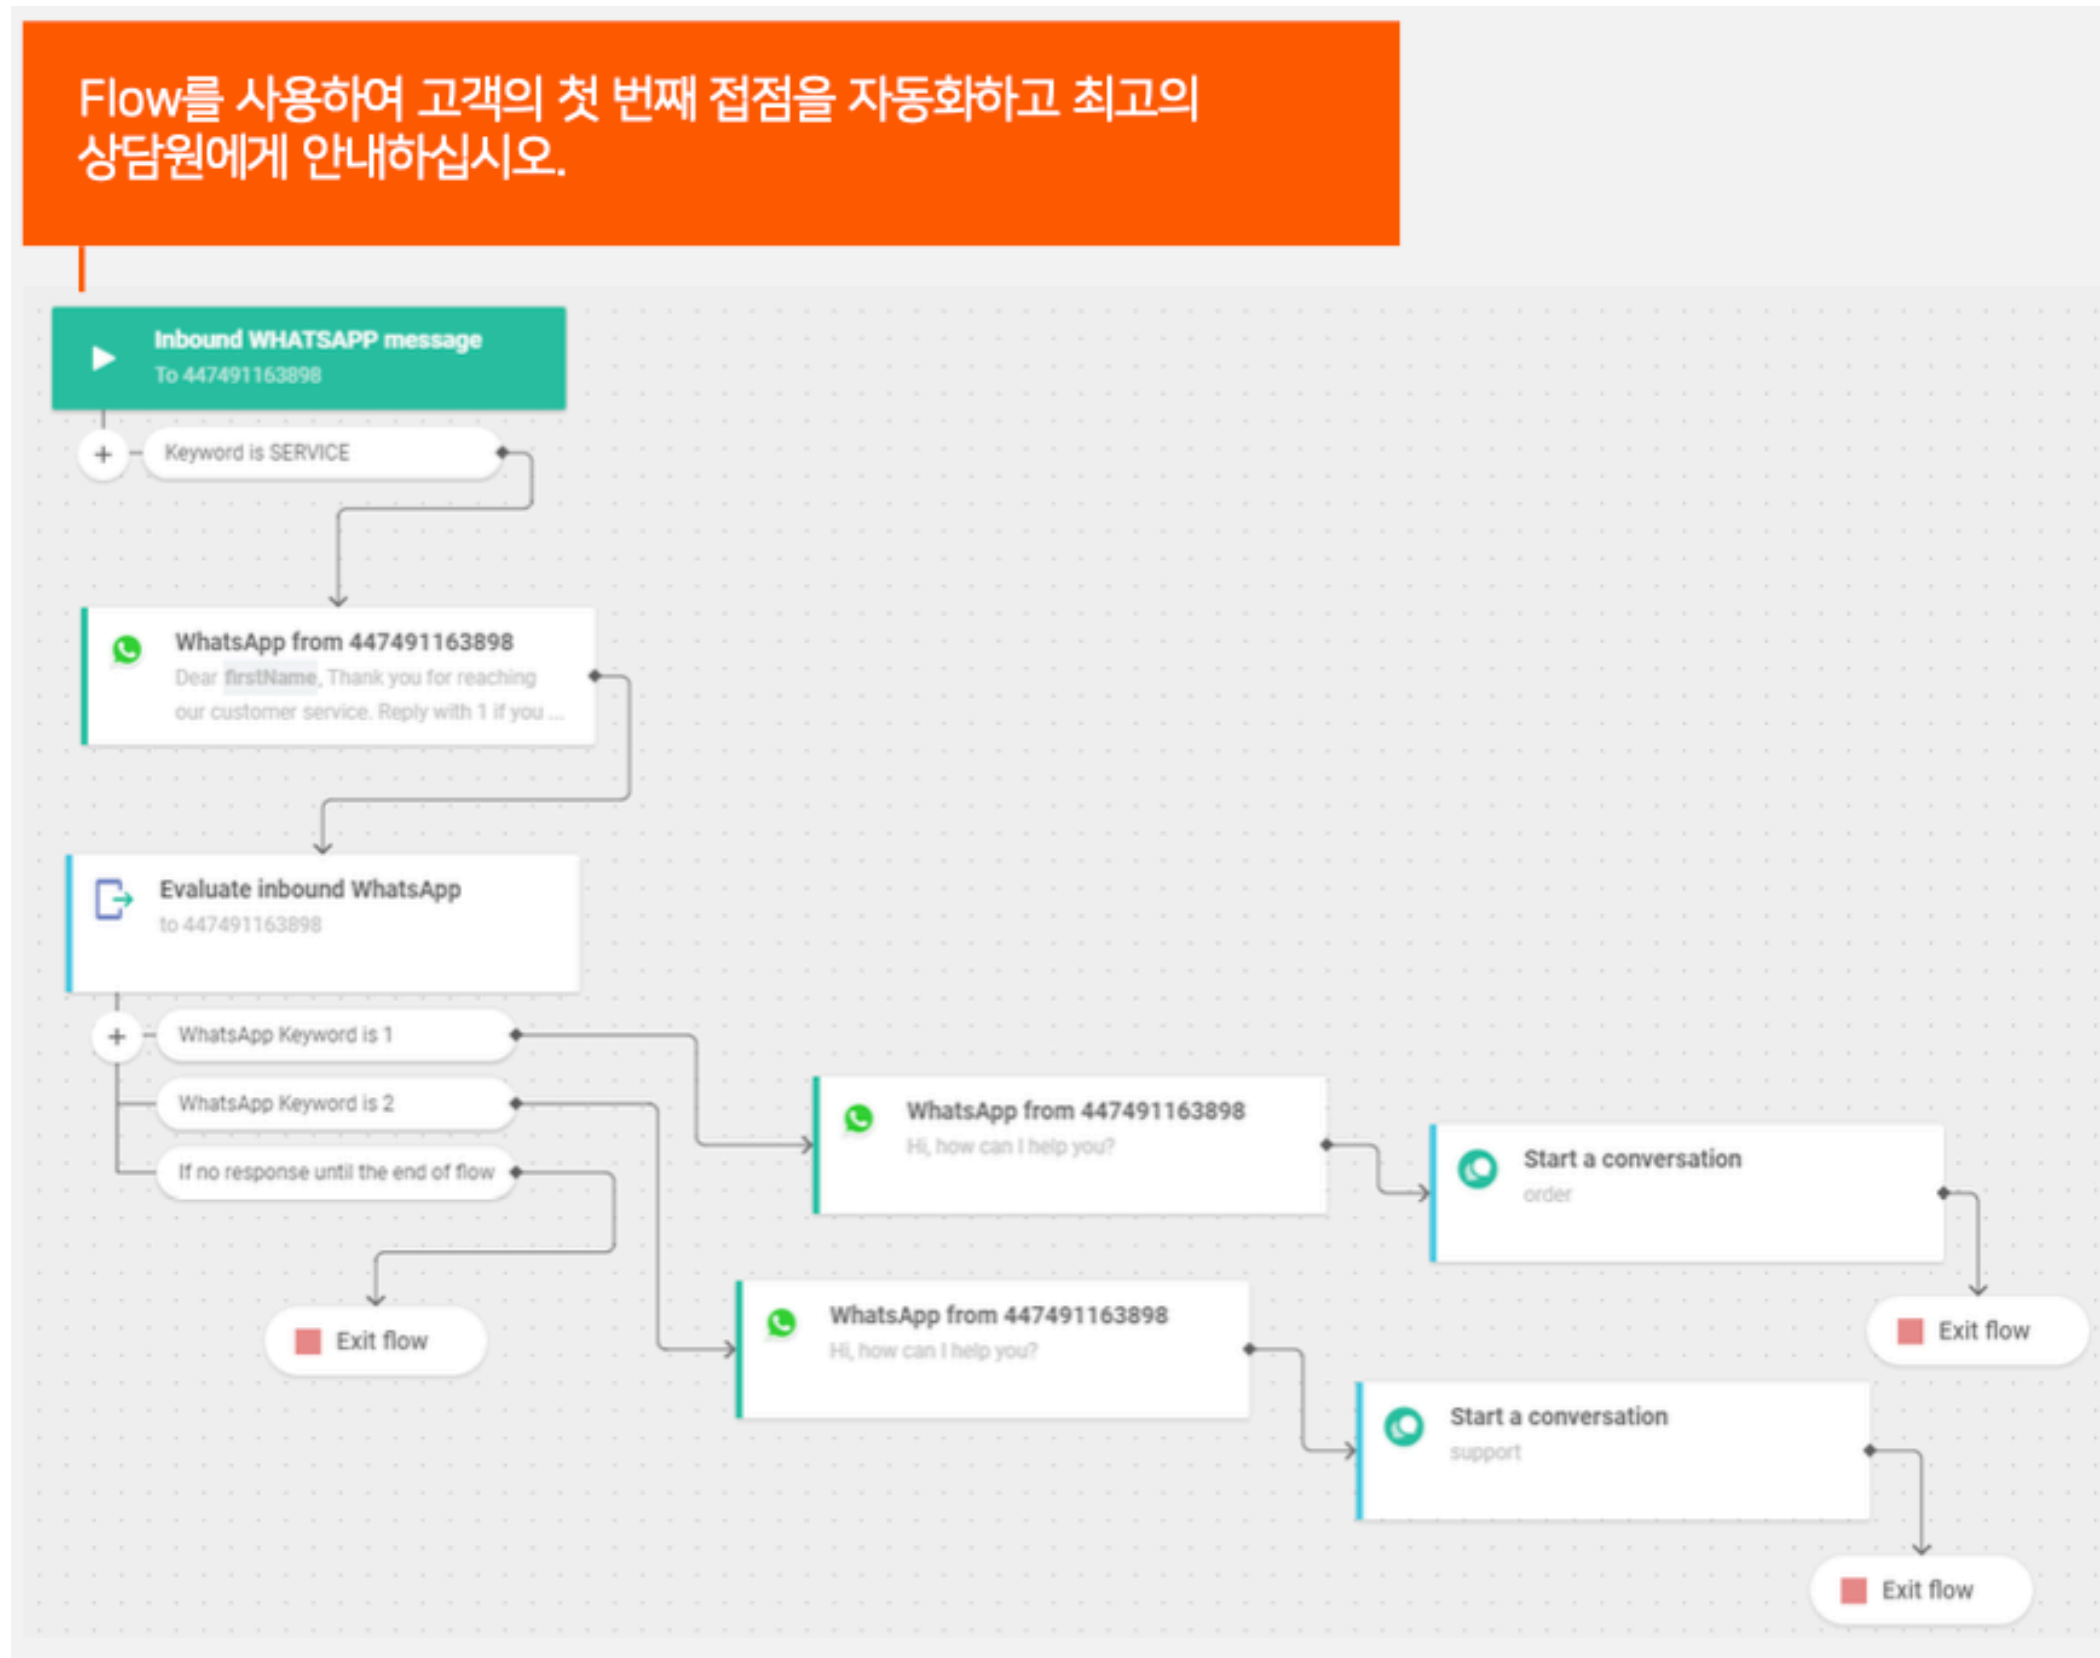 Flow를 사용하여 고객의 첫 번째 접점을 자동화하고 최고의
상담원에게 안내하십시오.
Inbound WHATSAPP message
To 447491163898
Keyword is SERVICE
WhatsApp from 447491163898
Dear firstName, Thank you for reaching
our customer service. Reply with 1 if you ...
Evaluate inbound WhatsApp
to 447491163898
WhatsApp Keyword is 1
WhatsApp Keyword is 2
If no response until the end of flow
Exit flow
WhatsApp from 447491163898
Hi, how can I help you?
Start a conversation
order
Exit flow
WhatsApp from 447491163898
Hi, how can I help you?
Start a conversation
support
Exit flow